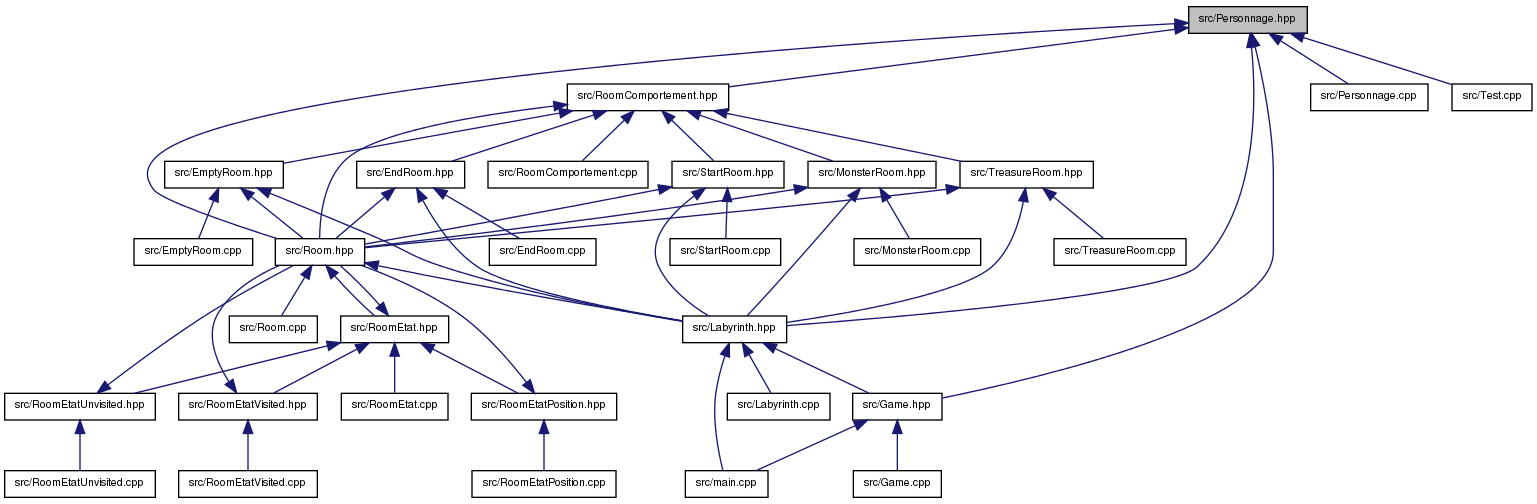 src/Personnage.hpp
src/RoomComportement.hpp
src/Personnage.cpp
src/Test.cpp
src/EmptyRoom.hpp
src/EndRoom.hpp
src/RoomComportement.cpp
src/StartRoom.hpp
src/MonsterRoom.hpp
src/TreasureRoom.hpp
src/EmptyRoom.cpp
src/Room.hpp
src/EndRoom.cpp
src/StartRoom.cpp
src/MonsterRoom.cpp
src/TreasureRoom.cpp
src/Room.cpp
src/RoomEtat.hpp
src/Labyrinth.hpp
src/RoomEtatUnvisited.hpp
src/RoomEtatVisited.hpp
src/RoomEtat.cpp
src/RoomEtatPosition.hpp
src/Labyrinth.cpp
src/Game.hpp
src/RoomEtatUnvisited.cpp
src/RoomEtatVisited.cpp
src/RoomEtatPosition.cpp
src/main.cpp
src/Game.cpp